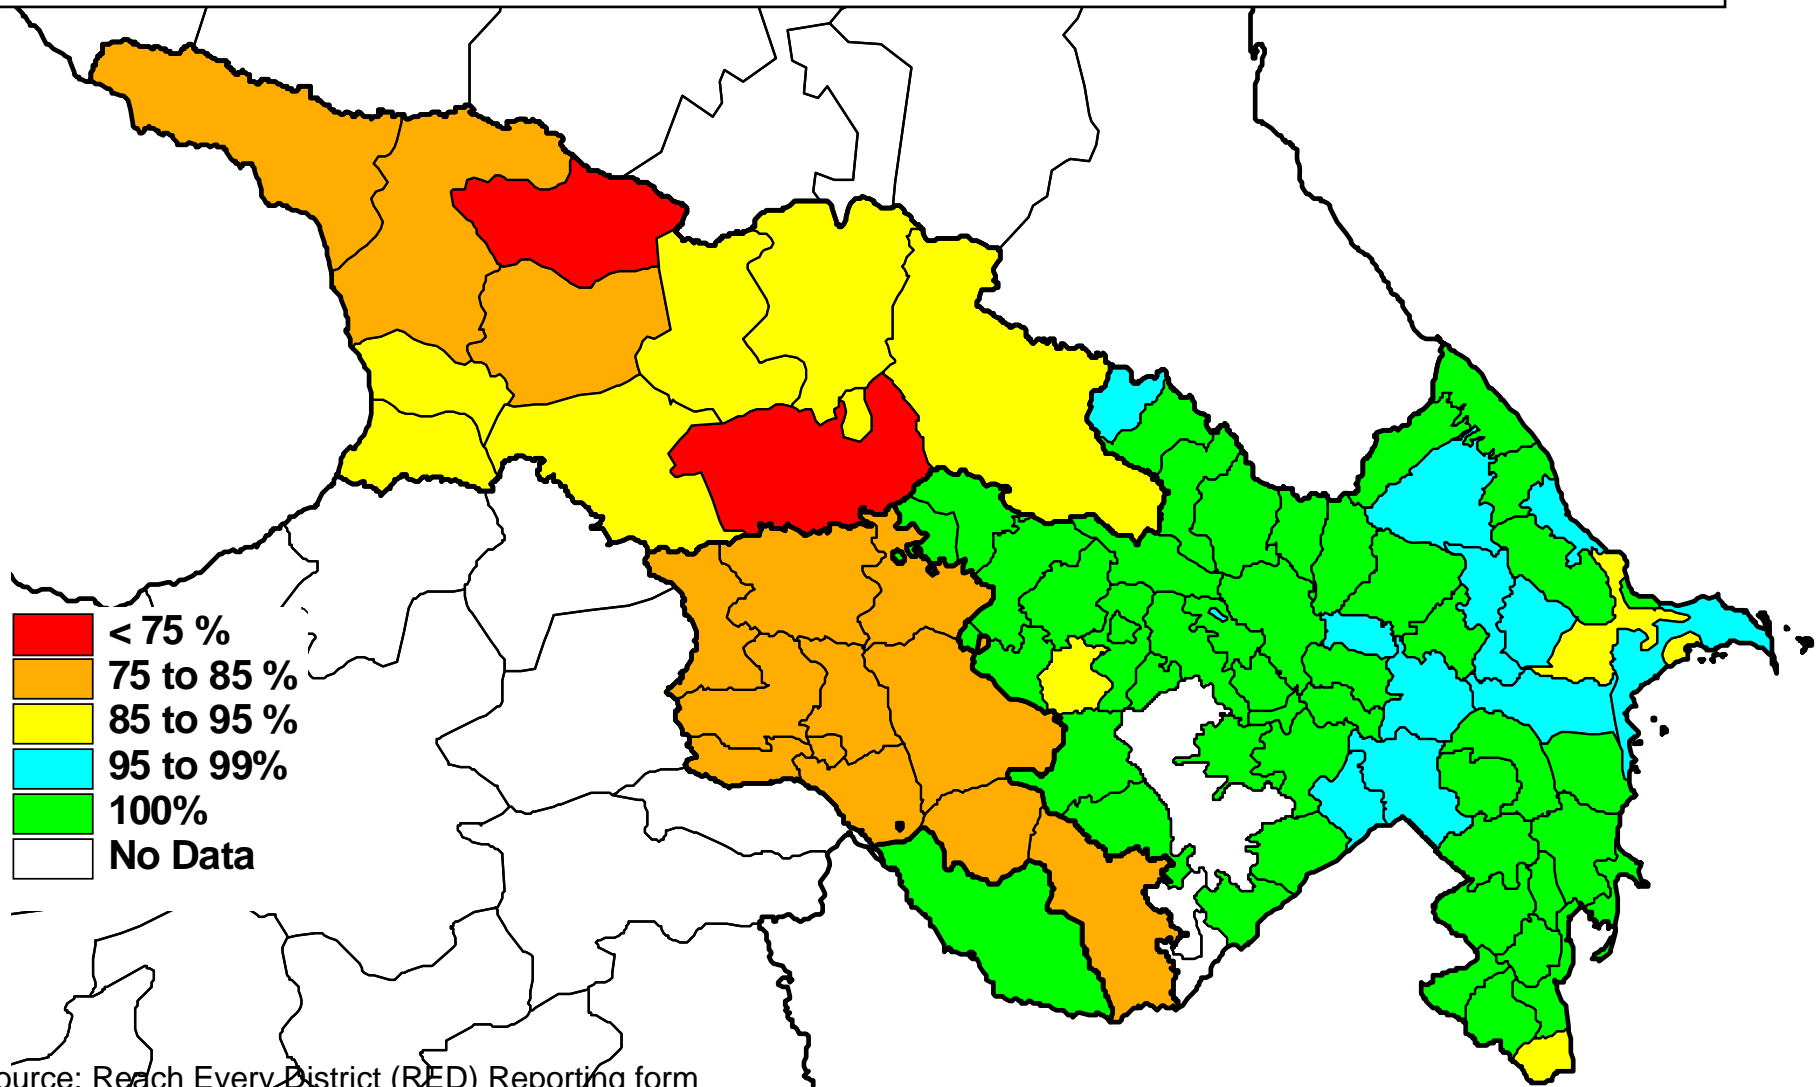 < 75 %
75 to 85 %
85 to 95 %
95 to 99%
100%
No Data
ource: Reach Every District (RED) Reporting form